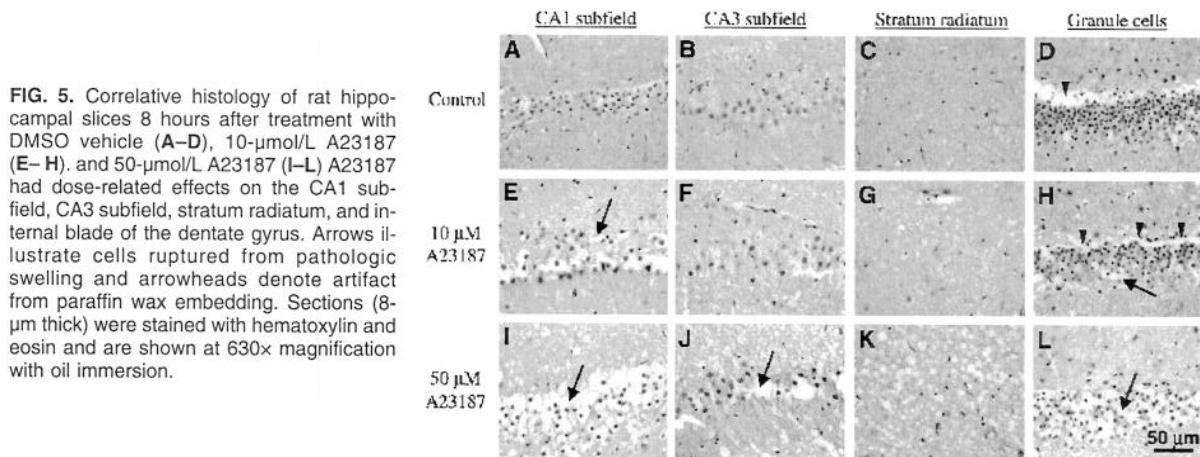 FIG. 5. Correlative histology of rat hippo-
campal slices 8 hours after treatment with
DMSO vehicle (A–D), 10-µmol/L A23187
(E– H). and 50-µmol/L A23187 (I–L) A23187
had dose-related effects on the CA1 sub-
field, CA3 subfield, stratum radiatum, and in-
ternal blade of the dentate gyrus. Arrows il-
lustrate cells ruptured from pathologic
swelling and arrowheads denote artifact
from paraffin wax embedding. Sections (8-
µm thick) were stained with hematoxylin and
eosin and are shown at 630× magnification
with oil immersion.
CA1 subfield CA3 subfield Stratum radiatum Granule cells
Control
A B C D
10 µM
A23187
E F G H
50 µM
A23187
I J K L
50 µm